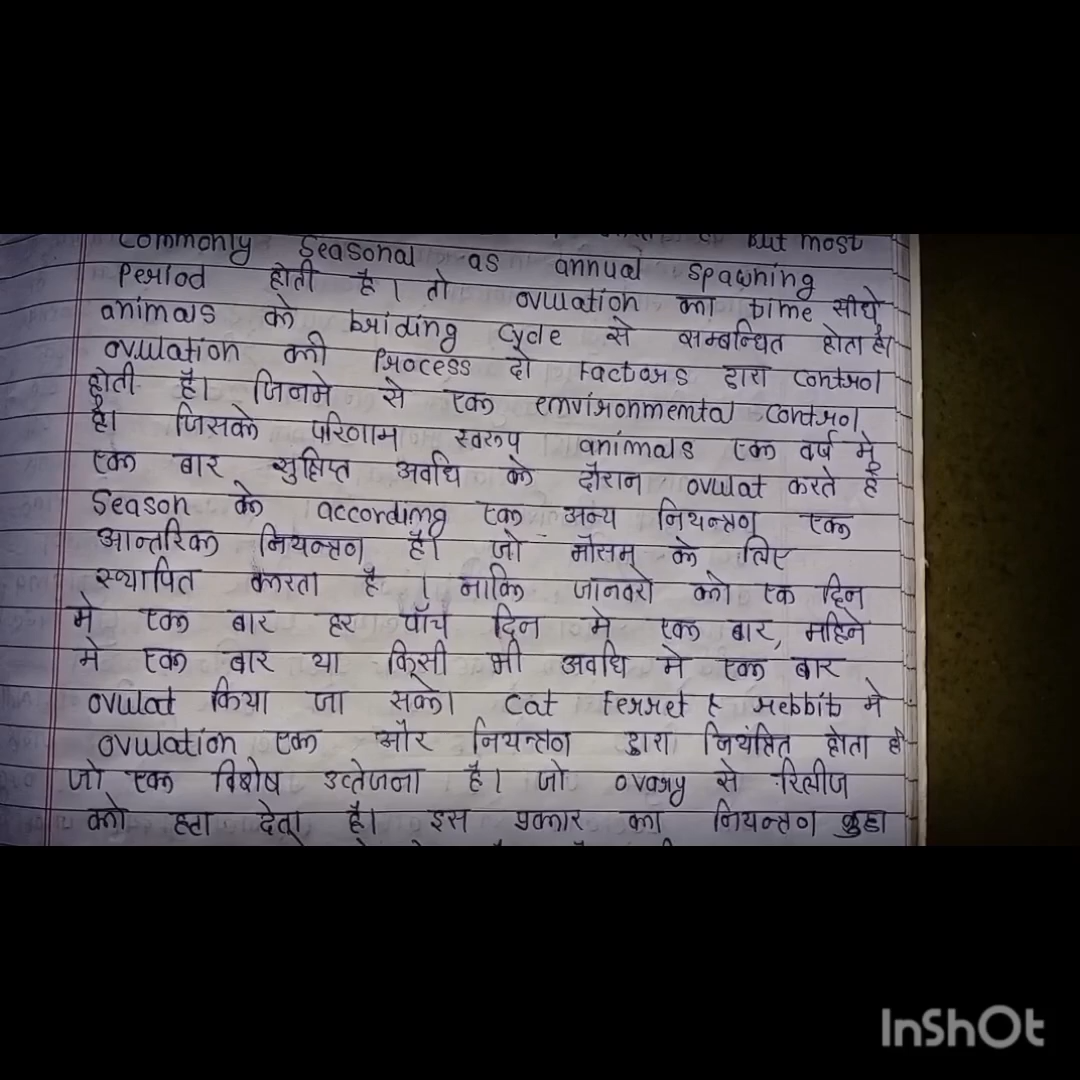 But most
Commonly Seasonal as annual spawning
Period होती है। तो ovulation का time सीधे
animals के briding cycle से सम्बन्धित होता है।
ovulation की Process दो Factors द्वारा control
होती है। जिनमे से एक environmental control
है। जिसके परिणाम स्वरूप animals एक वर्ष मे
एक बार अवधि के दौरान ovulat करते है
Season के according एक अन्य नियन्त्रण एक
आन्तरिक नियन्त्रण है। जो मौसम के लिए
स्थापित करता है। नाकि जानवरो को एक दिन
मे एक बार हर पाँच दिन मे एक बार, महिने
मे एक बार या किसी भी अवधि मे एक बार
ovulat किया जा सके। Cat ferret & rebbit मे
ovulation एक और नियन्त्रण द्वारा नियंत्रित होता है
जो एक विशेष उत्तेजना है। जो ovary से रिलीज
को हटा देता है। इस प्रकार का नियन्त्रण
InShOt